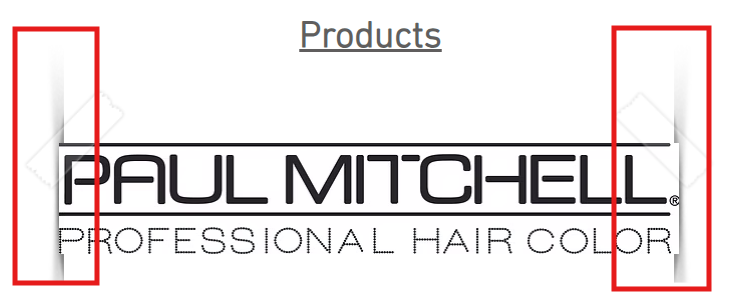 Products
PAUL MITCHELL®
PROFESSIONAL HAIR COLOR